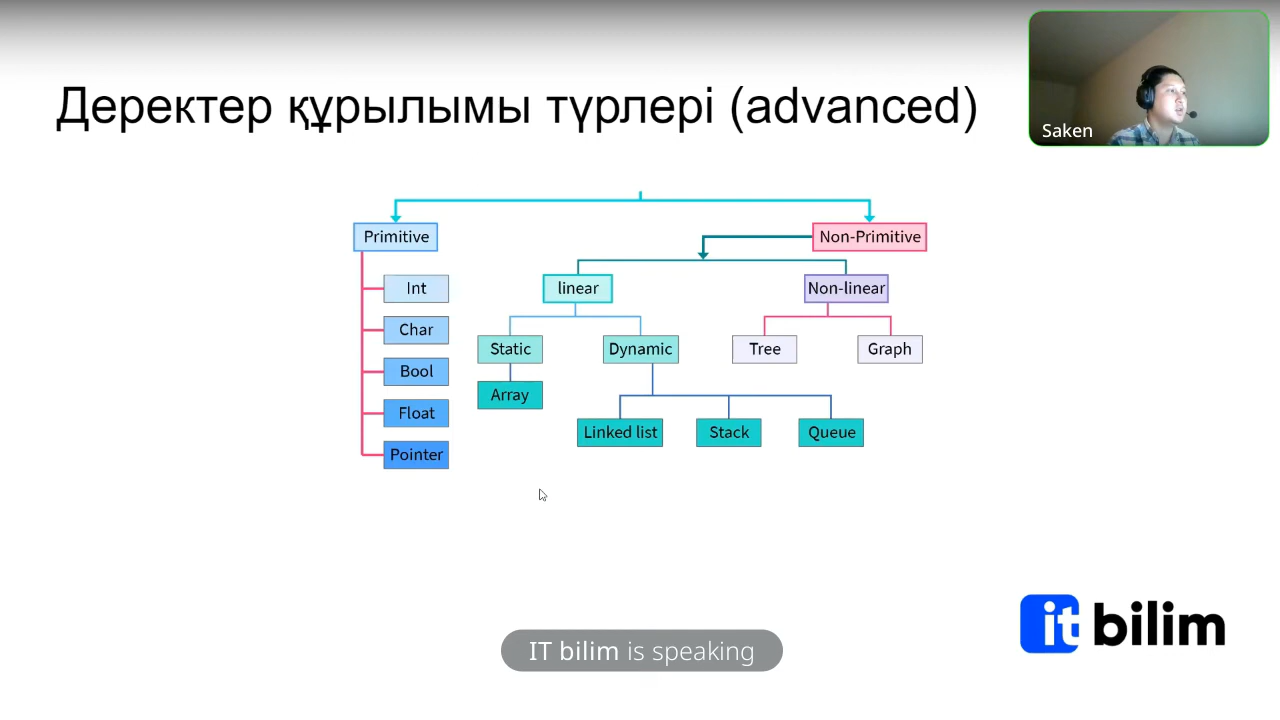 Деректер құрылымы түрлері (advanced)
Saken
Primitive
Non-Primitive
Int
linear
Non-linear
Char
Static
Dynamic
Tree
Graph
Bool
Array
Float
Linked list
Stack
Queue
Pointer
it bilim
IT bilim is speaking